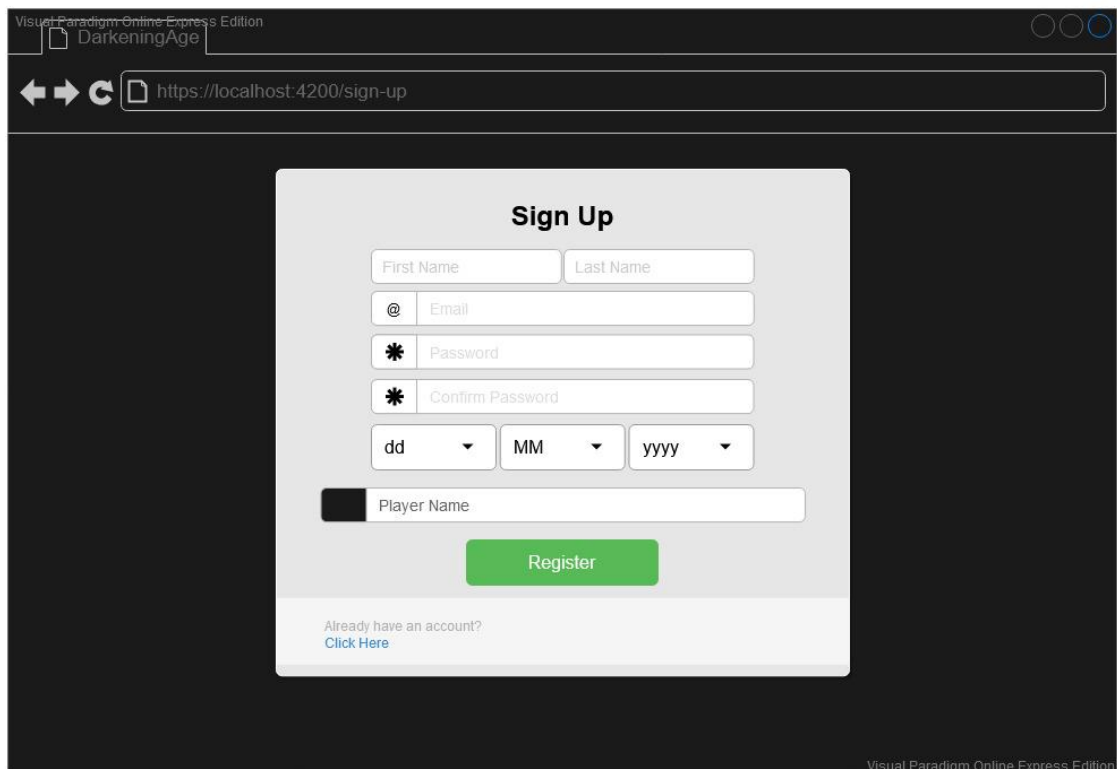 Visual Paradigm Online Express Edition
DarkeningAge
https://localhost:4200/sign-up
Sign Up
First Name Last Name
@ Email
✱ Password
✱ Confirm Password
dd MM yyyy
Player Name
Register
Already have an account?
Click Here
Visual Paradigm Online Express Edition